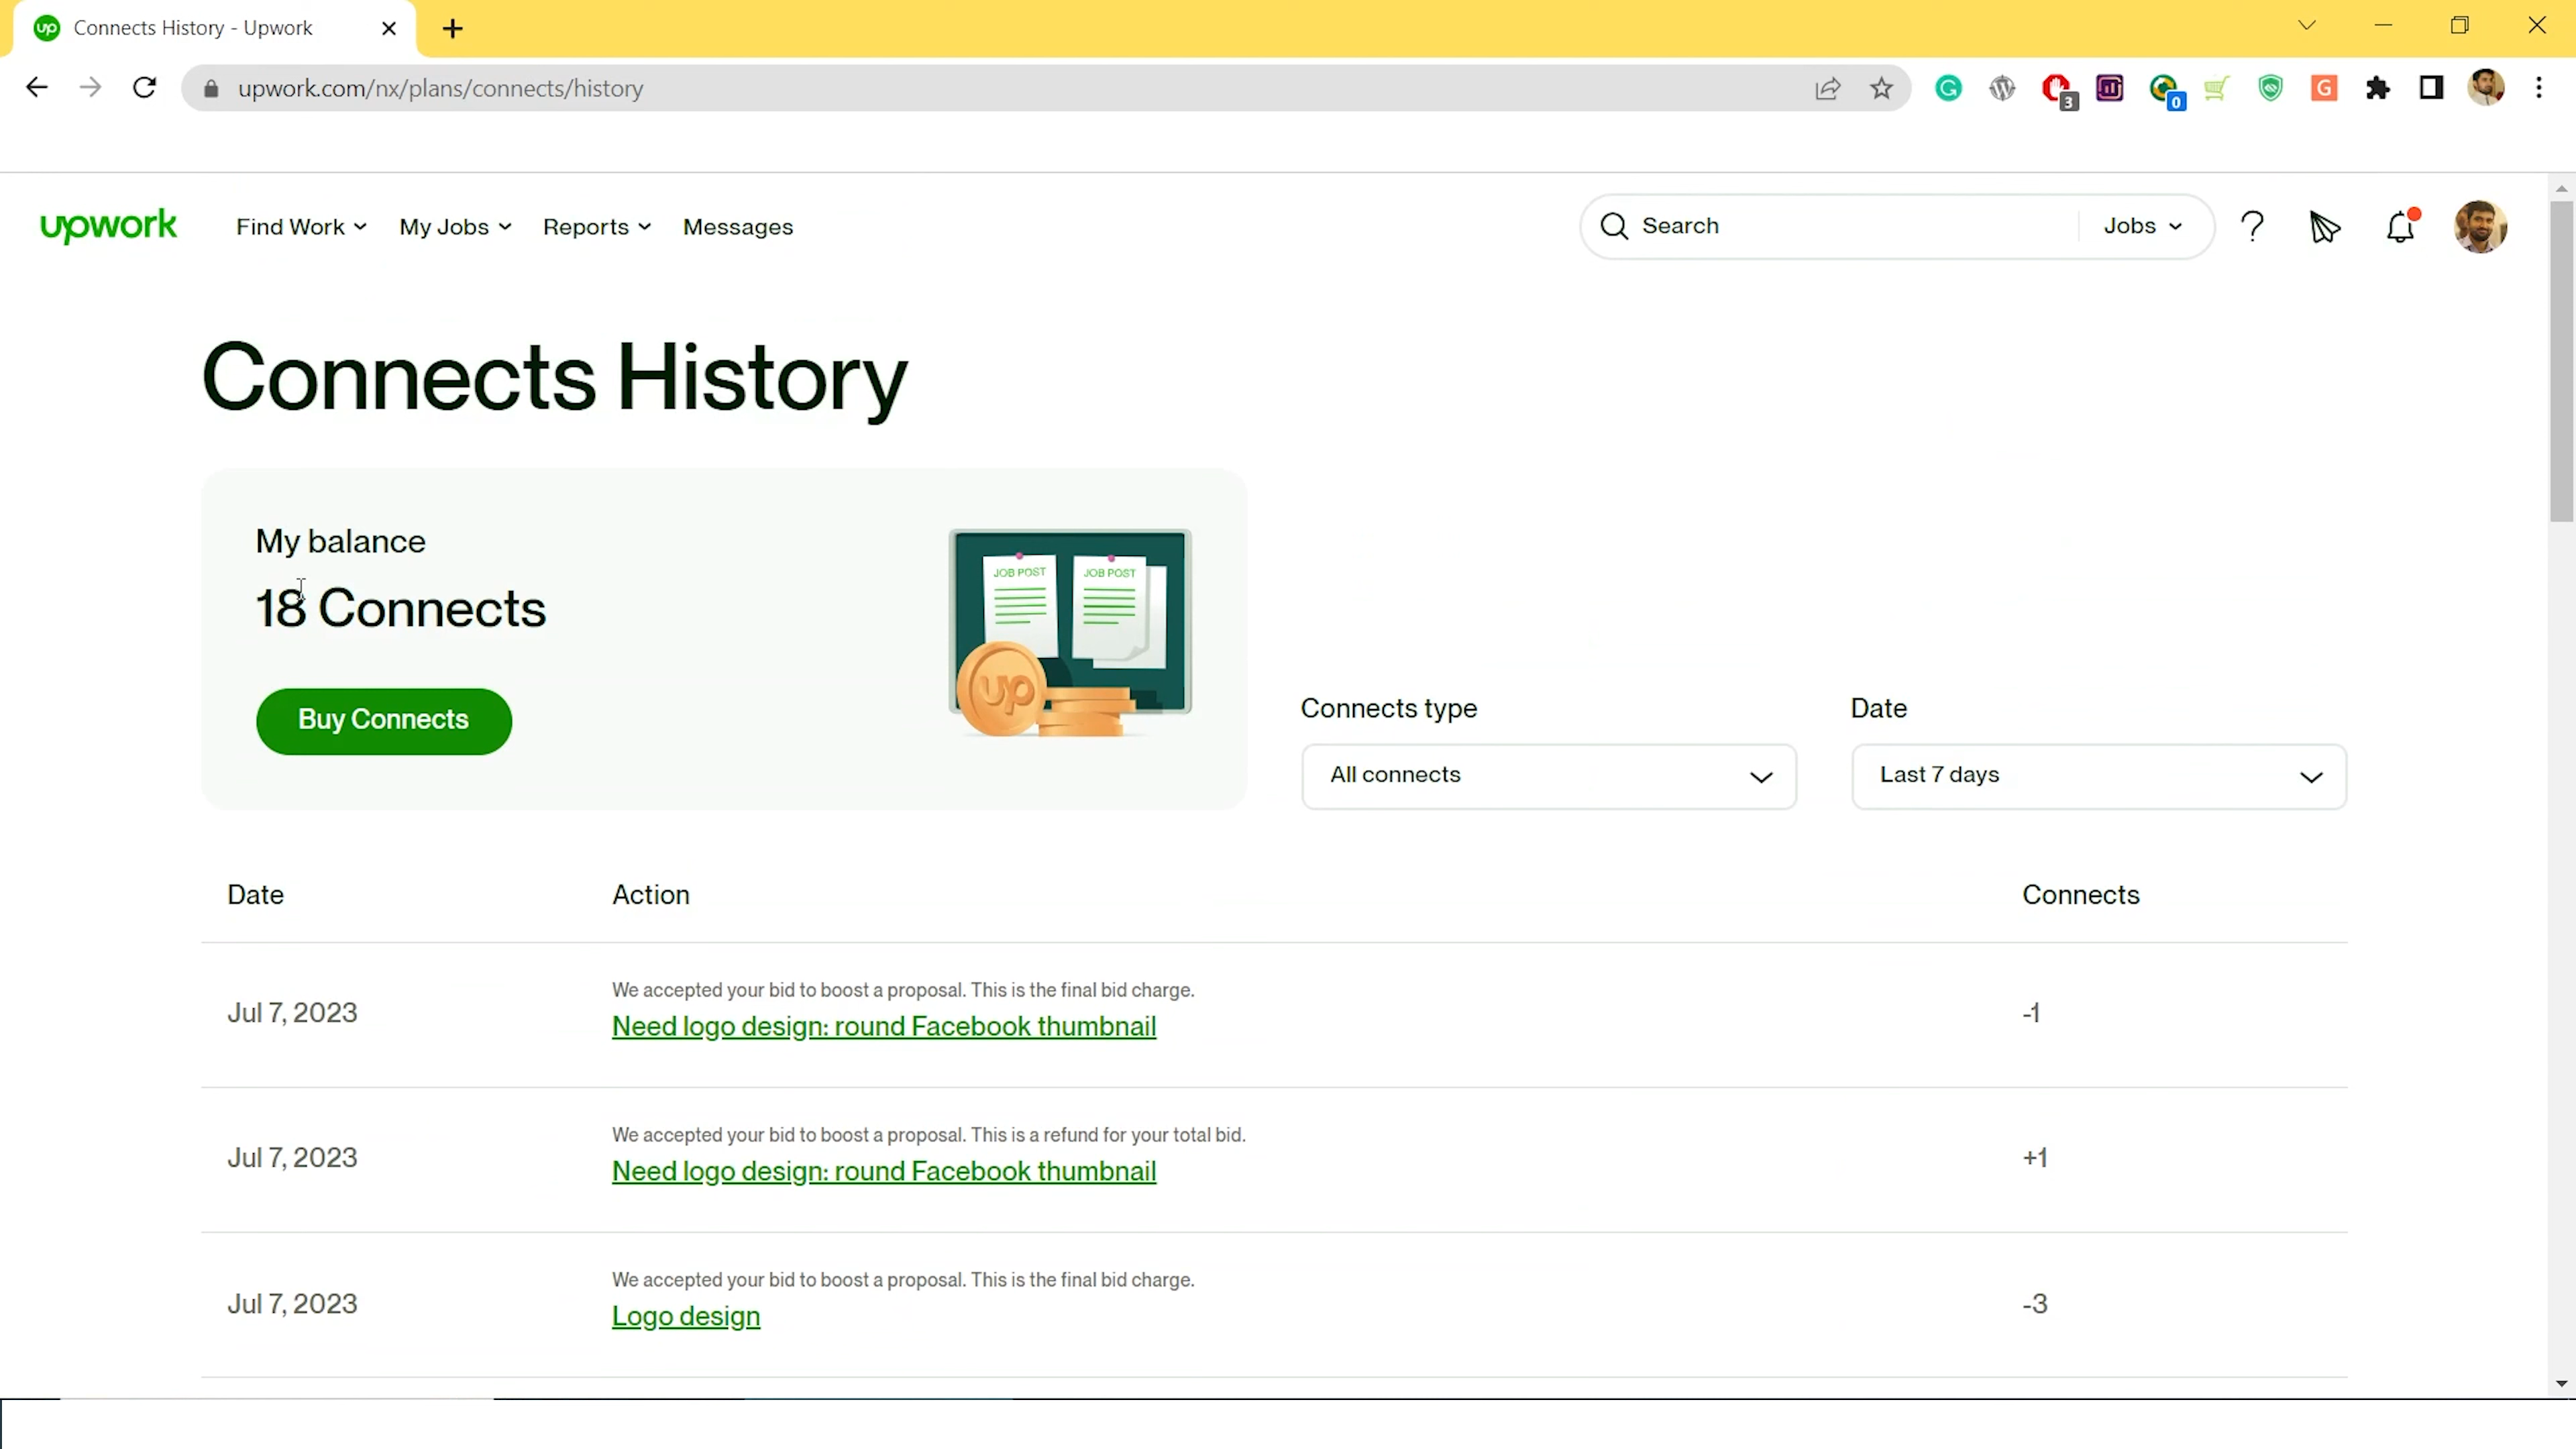 up Connects History - Upwork
upwork.com/nx/plans/connects/history
3
0
G
upwork
Find Work
My Jobs
Reports
Messages
Search
Jobs
Connects History
My balance
18 Connects
JOB POST
JOB POST
up
Buy Connects
Connects type
Date
All connects
Last 7 days
Date
Action
Connects
We accepted your bid to boost a proposal. This is the final bid charge.
Jul 7, 2023
Need logo design: round Facebook thumbnail
-1
We accepted your bid to boost a proposal. This is a refund for your total bid.
Jul 7, 2023
Need logo design: round Facebook thumbnail
+1
We accepted your bid to boost a proposal. This is the final bid charge.
Jul 7, 2023
Logo design
-3